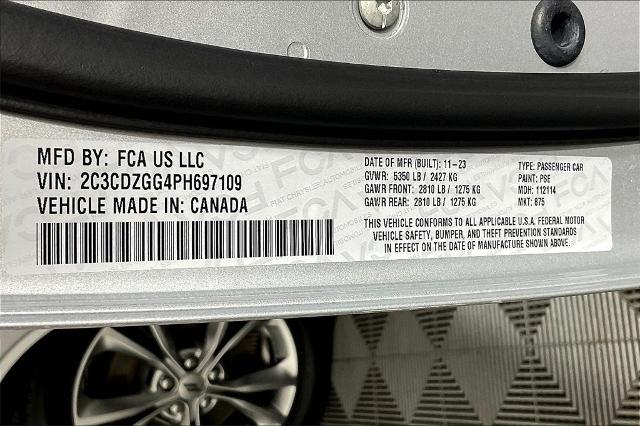 MFD BY: FCA US LLC
VIN: 2C3CDZGG4PH697109
VEHICLE MADE IN: CANADA
DATE OF MFR (BUILT): 11-23
GVWR: 5350 LB / 2427 KG
GAWR FRONT: 2810 LB / 1275 KG
GAWR REAR: 2810 LB / 1275 KG
TYPE: PASSENGER CAR
PAINT: PSE
MDH: 112114
MKT: 875
THIS VEHICLE CONFORMS TO ALL APPLICABLE U.S.A. FEDERAL MOTOR
VEHICLE SAFETY, BUMPER, AND THEFT PREVENTION STANDARDS
IN EFFECT ON THE DATE OF MANUFACTURE SHOWN ABOVE.